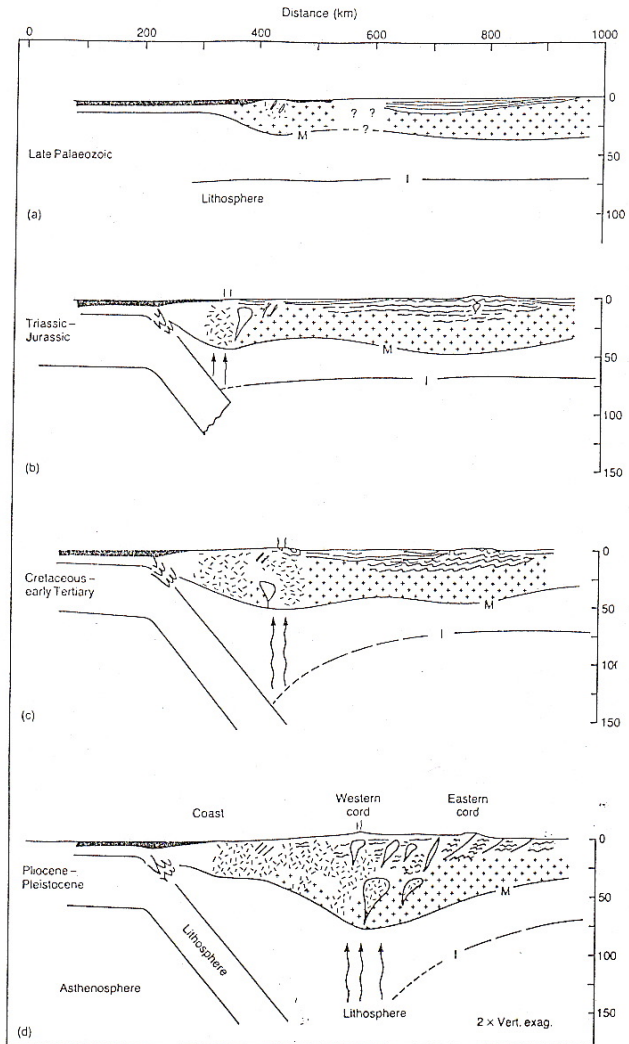 Distance (km)
0 200 400 600 800 1000
0
50
100
? ?
?
M
Late Palaeozoic
I
Lithosphere
(a)
0
50
100
150
Triassic –
Jurassic
M
I
(b)
0
50
100
150
Cretaceous –
early Tertiary
M
I
(c)
Coast
Western
cord
Eastern
cord
0
50
100
150
Pliocene –
Pleistocene
M
I
Lithosphere
Asthenosphere
Lithosphere
2 × Vert. exag.
(d)